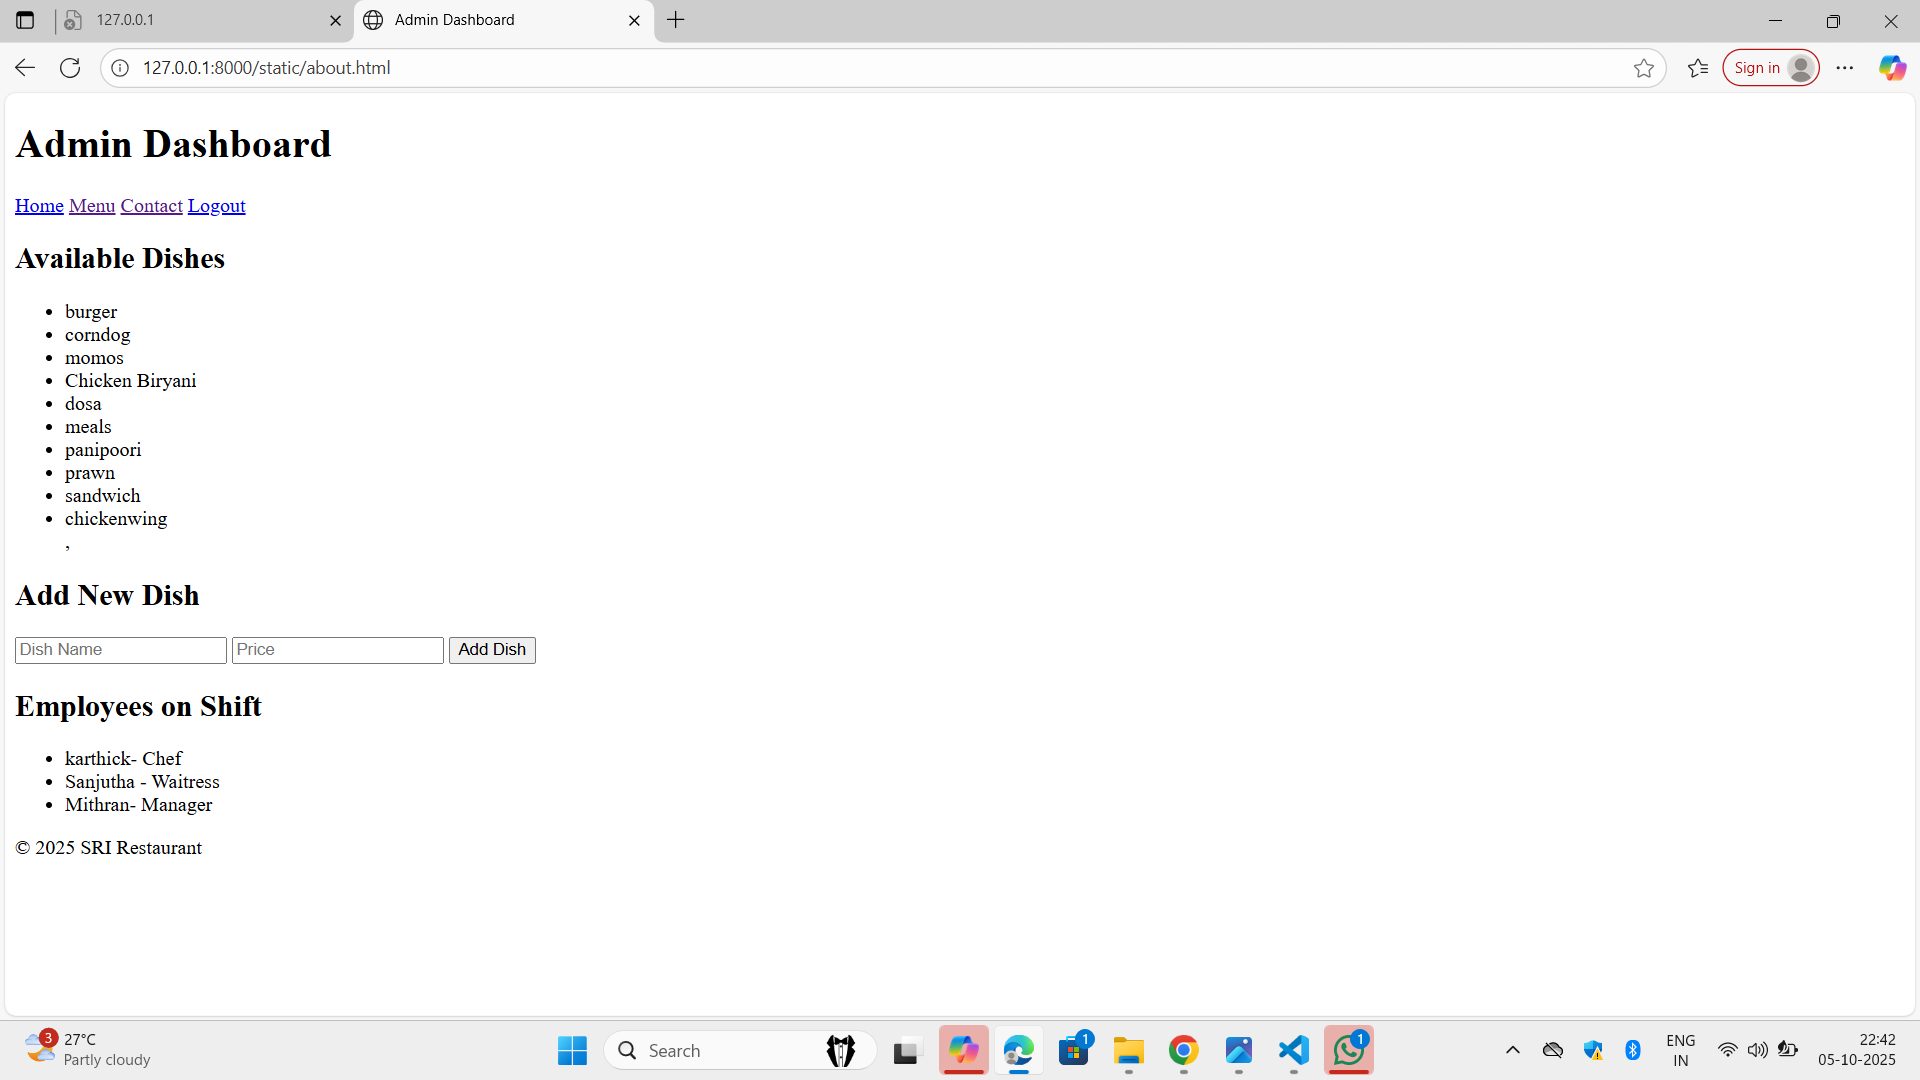 127.0.0.1
Admin Dashboard
127.0.0.1:8000/static/about.html
Sign in
Admin Dashboard
Home Menu Contact Logout
Available Dishes
burger
corndog
momos
Chicken Biryani
dosa
meals
panipoori
prawn
sandwich
chickenwing
,
Add New Dish
Dish Name Price Add Dish
Employees on Shift
karthick- Chef
Sanjutha - Waitress
Mithran- Manager
© 2025 SRI Restaurant
3 27°C
Partly cloudy
Search
1
1
ENG
IN
22:42
05-10-2025